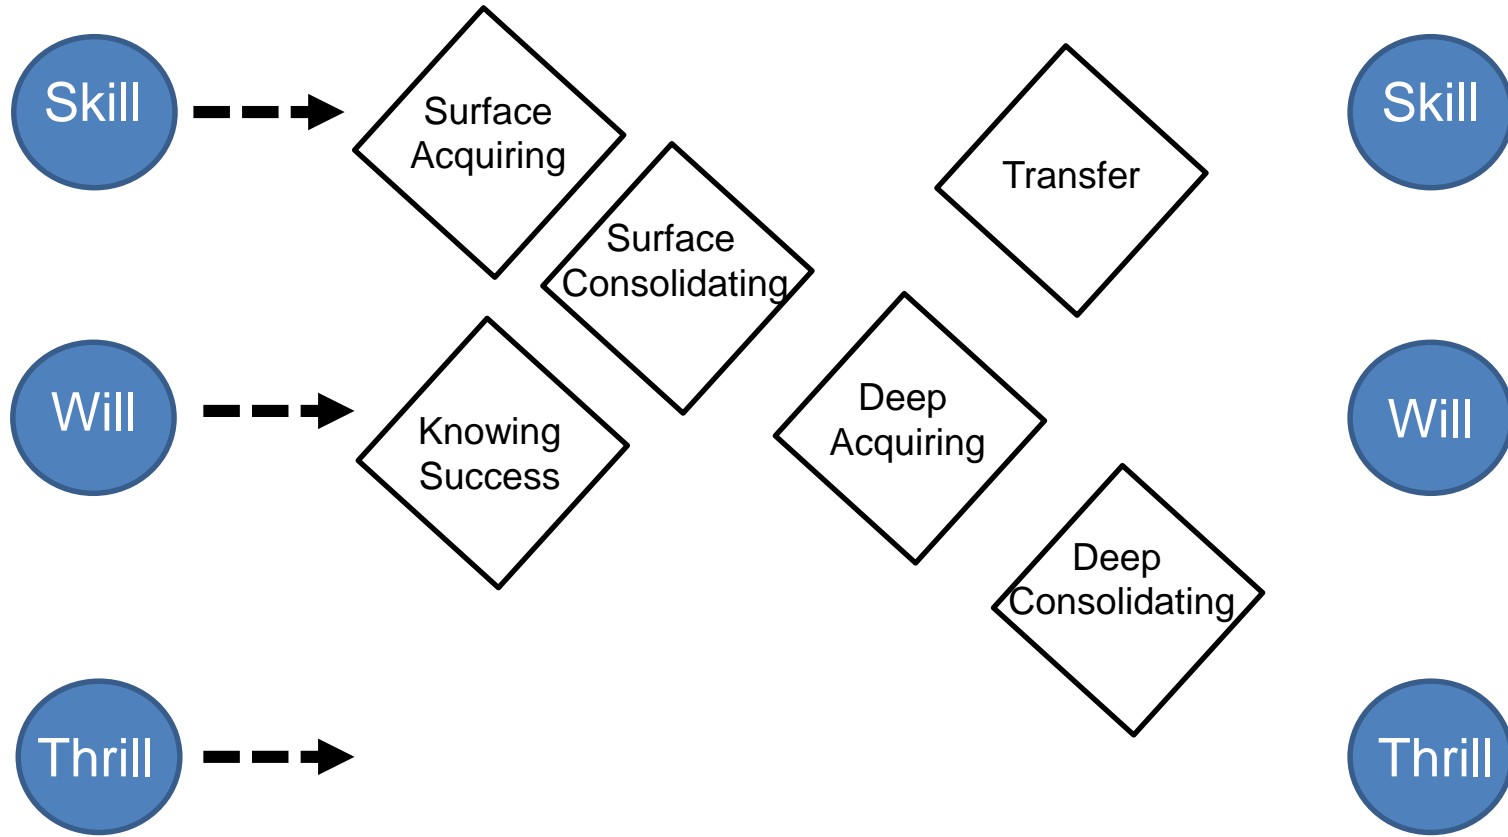 Skill
Surface
Acquiring
Transfer
Skill
Surface
Consolidating
Will
Knowing
Success
Deep
Acquiring
Will
Deep
Consolidating
Thrill
Thrill